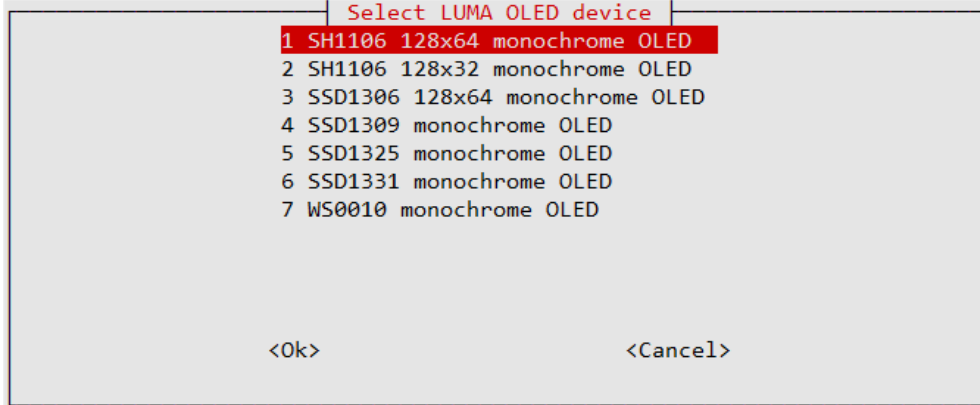 Select LUMA OLED device
1 SH1106 128x64 monochrome OLED
2 SH1106 128x32 monochrome OLED
3 SSD1306 128x64 monochrome OLED
4 SSD1309 monochrome OLED
5 SSD1325 monochrome OLED
6 SSD1331 monochrome OLED
7 WS0010 monochrome OLED
<Ok> <Cancel>